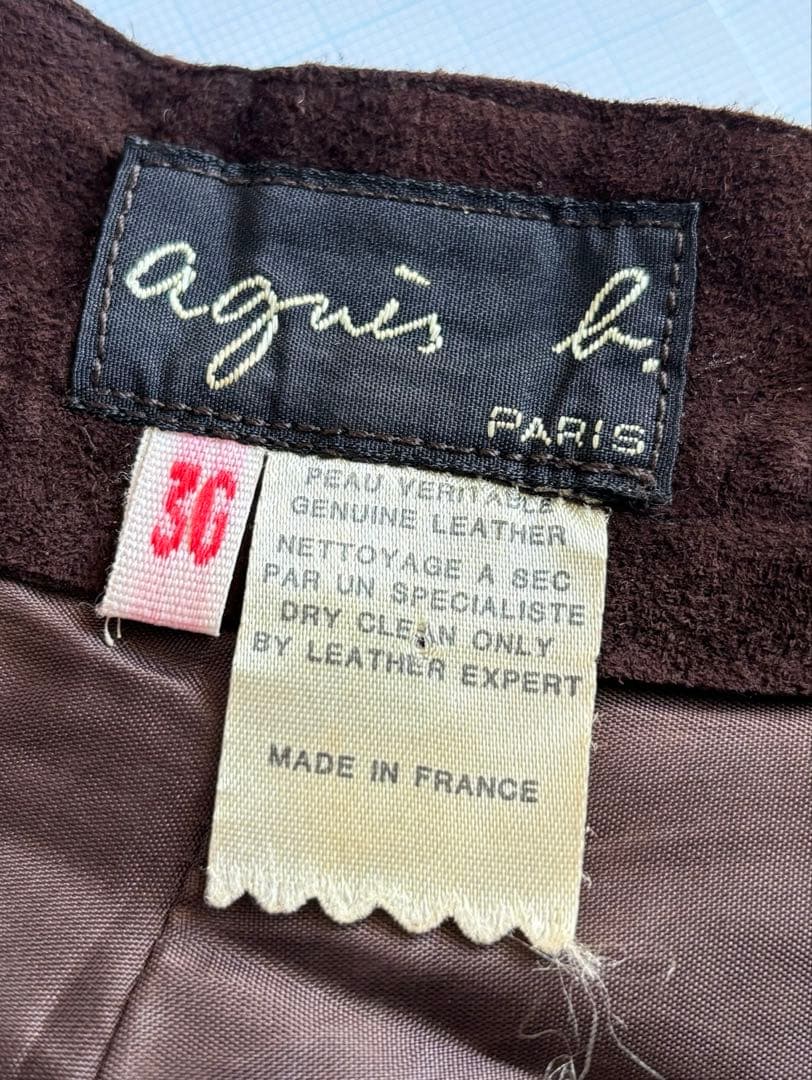 agnès b.
PARIS
36
PEAU VERITABLE
GENUINE LEATHER
NETTOYAGE A SEC
PAR UN SPECIALISTE
DRY CLEAN ONLY
BY LEATHER EXPERT
MADE IN FRANCE